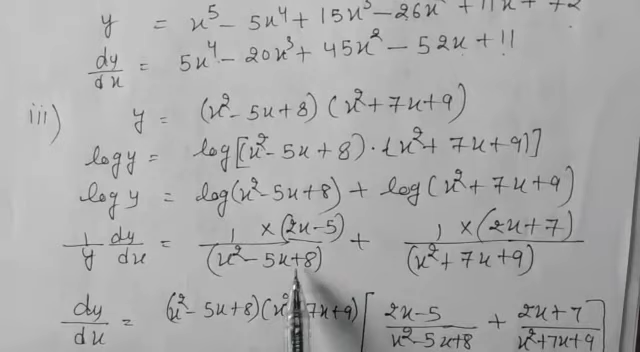 y = x⁵ - 5x⁴ + 15x³ - 26x² + 11x + 72
dy/dx = 5x⁴ - 20x³ + 45x² - 52x + 11
iii) y = (x² - 5x + 8) (x² + 7x + 9)
log y = log[(x² - 5x + 8) · (x² + 7x + 9)]
log y = log(x² - 5x + 8) + log(x² + 7x + 9)
1/y dy/dx = 1 × (2x - 5)/(x² - 5x + 8) + 1 × (2x + 7)/(x² + 7x + 9)
dy/dx = (x² - 5x + 8)(x² + 7x + 9) [2x - 5/x² - 5x + 8 + 2x + 7/x² + 7x + 9]